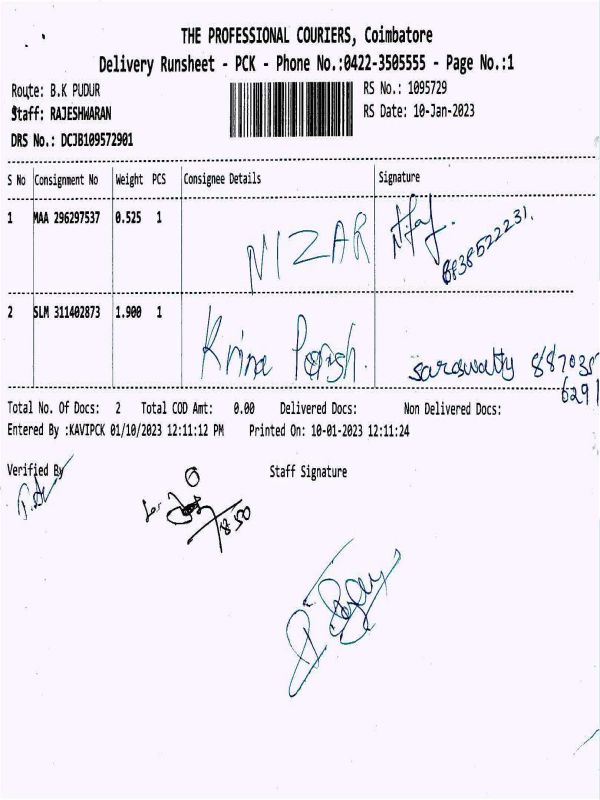 THE PROFESSIONAL COURIERS, Coimbatore
Delivery Runsheet - PCK - Phone No.:0422-3505555 - Page No.:1
Route: B.K PUDUR RS No.: 1095729
Staff: RAJESHWARAN RS Date: 10-Jan-2023
DRS No.: DCJB109572901
S No Consignment No Weight PCS Consignee Details Signature
1 MAA 296297537 0.525 1 NIZAR
2 SLM 311402873 1.900 1 Krina saraswathy 887035
6291
Total No. Of Docs: 2 Total COD Amt: 0.00 Delivered Docs: Non Delivered Docs:
Entered By :KAVIPCK 01/10/2023 12:11:12 PM Printed On: 10-01-2023 12:11:24
Verified By Staff Signature